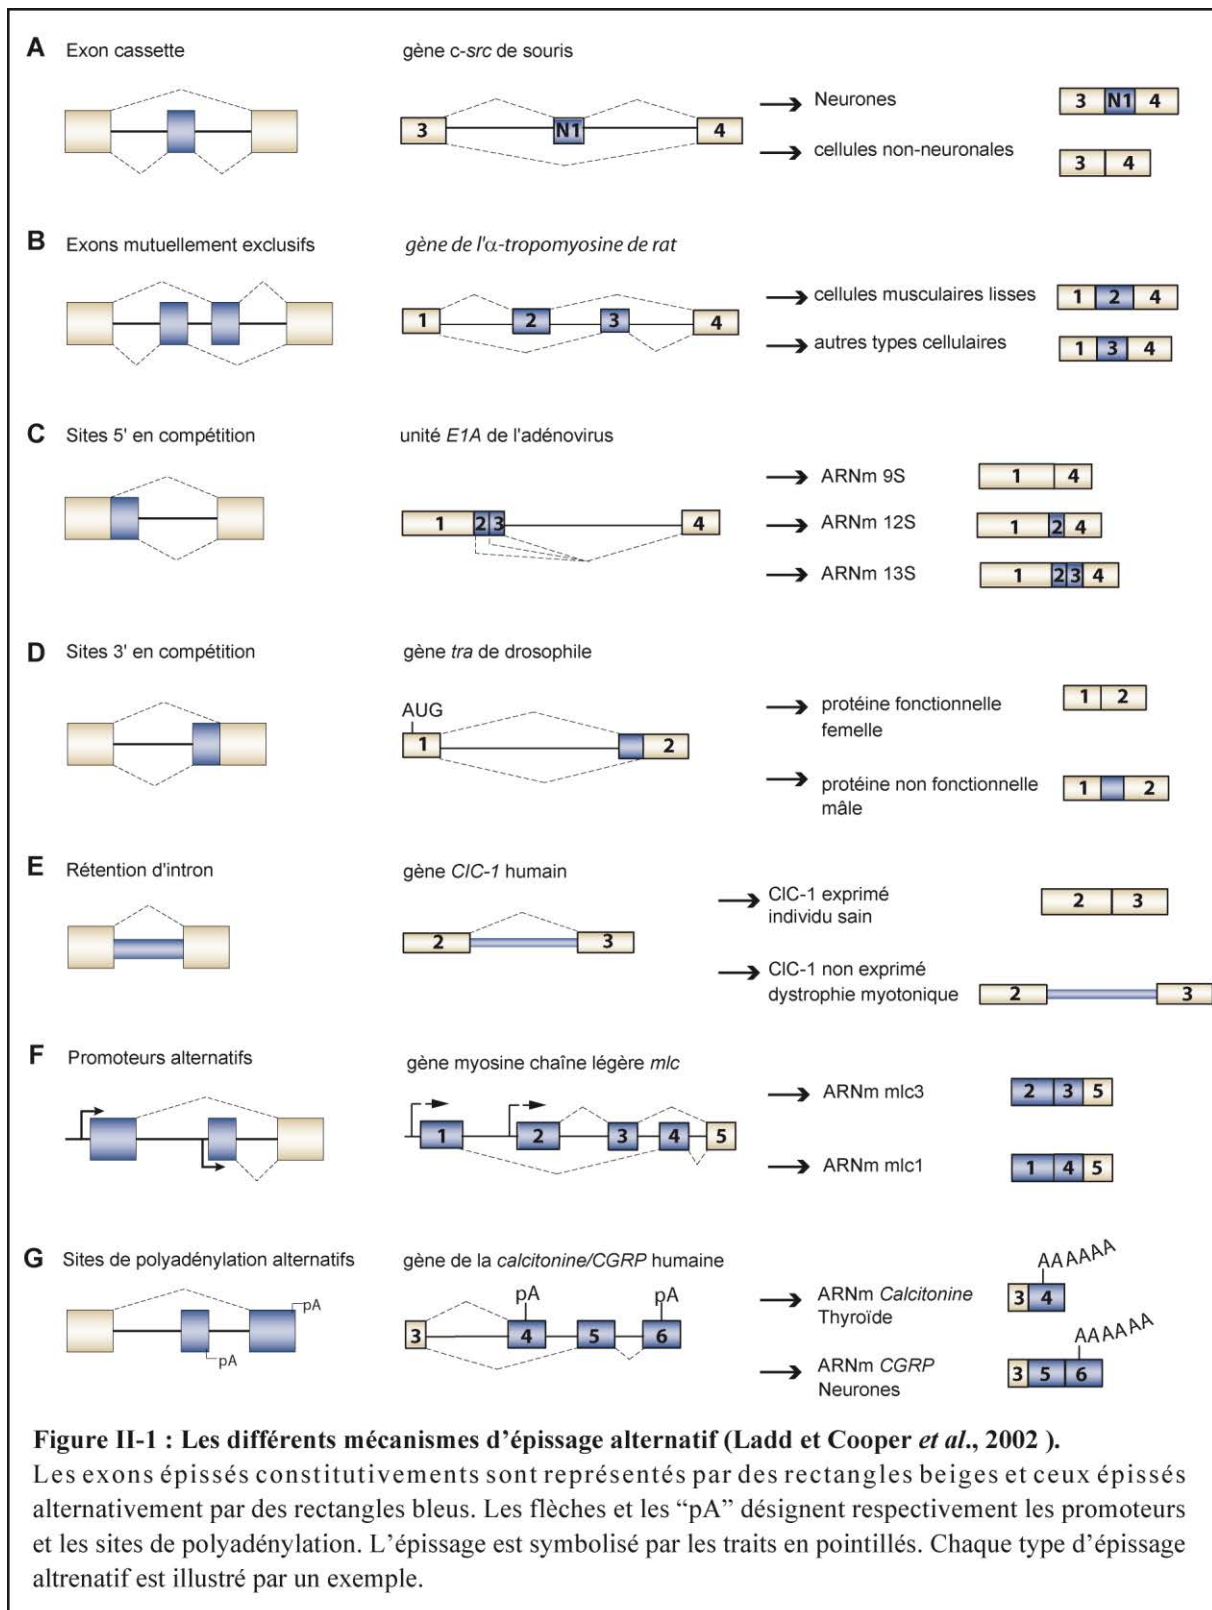 A Exon cassette
gène c-src de souris
3
N1
4
Neurones
3 N1 4
cellules non-neuronales
3 4
B Exons mutuellement exclusifs
gène de l'α-tropomyosine de rat
1
2
3
4
cellules musculaires lisses
1 2 4
autres types cellulaires
1 3 4
C Sites 5' en compétition
unité E1A de l'adénovirus
1 2 3
4
ARNm 9S
1 4
ARNm 12S
1 2 4
ARNm 13S
1 2 3 4
D Sites 3' en compétition
gène tra de drosophile
AUG
1
2
protéine fonctionnelle
femelle
1 2
protéine non fonctionnelle
mâle
1 2
E Rétention d'intron
gène ClC-1 humain
2
3
ClC-1 exprimé
individu sain
2 3
ClC-1 non exprimé
dystrophie myotonique
2 3
F Promoteurs alternatifs
gène myosine chaîne légère mlc
1
2
3
4
5
ARNm mlc3
2 3 5
ARNm mlc1
1 4 5
G Sites de polyadénylation alternatifs
pA
pA
gène de la calcitonine/CGRP humaine
pA
pA
3
4
5
6
ARNm Calcitonine
Thyroïde
AAAAAA
3 4
ARNm CGRP
Neurones
AAAAAA
3 5 6
Figure II-1 : Les différents mécanismes d'épissage alternatif (Ladd et Cooper et al., 2002 ).
Les exons épissés constitutivements sont représentés par des rectangles beiges et ceux épissés
alternativement par des rectangles bleus. Les flèches et les “pA” désignent respectivement les promoteurs
et les sites de polyadénylation. L'épissage est symbolisé par les traits en pointillés. Chaque type d'épissage
altrenatif est illustré par un exemple.